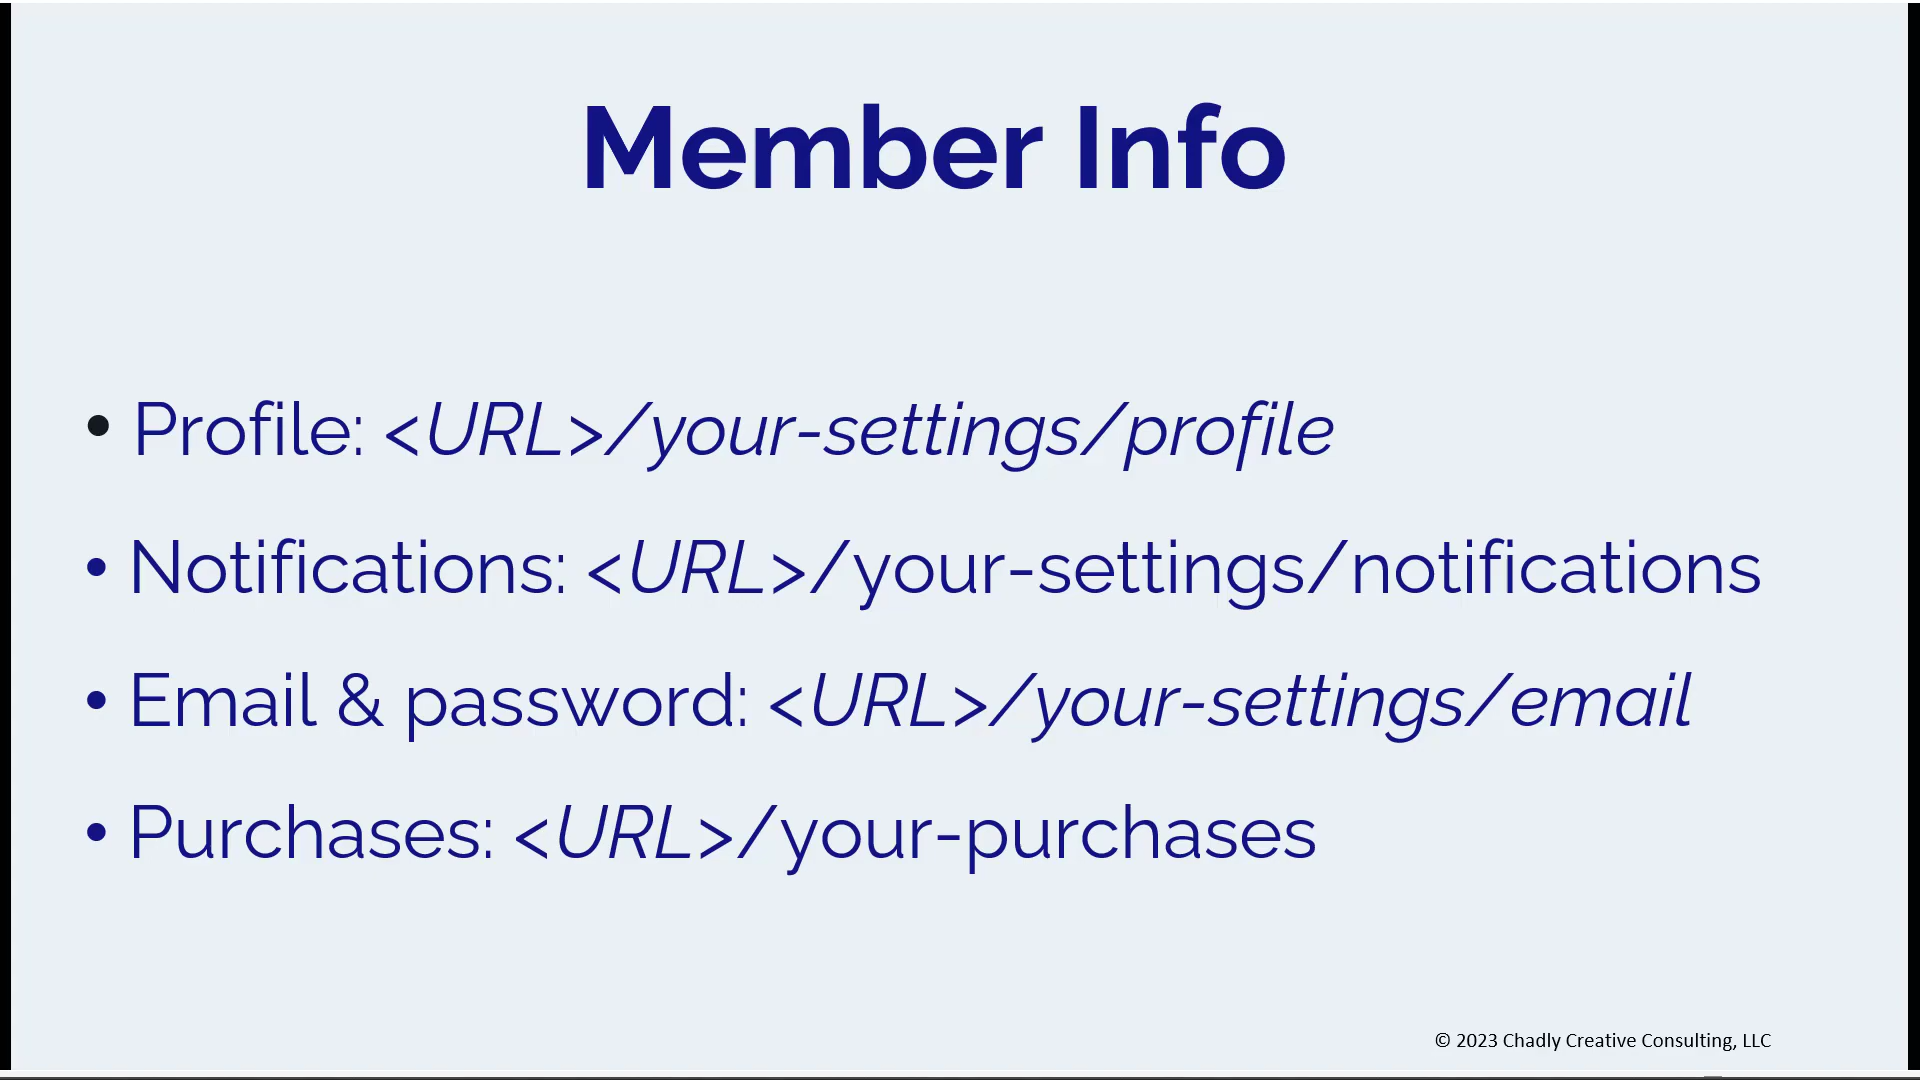 Member Info
• Profile: <URL>/your-settings/profile
• Notifications: <URL>/your-settings/notifications
• Email & password: <URL>/your-settings/email
• Purchases: <URL>/your-purchases
© 2023 Chadly Creative Consulting, LLC